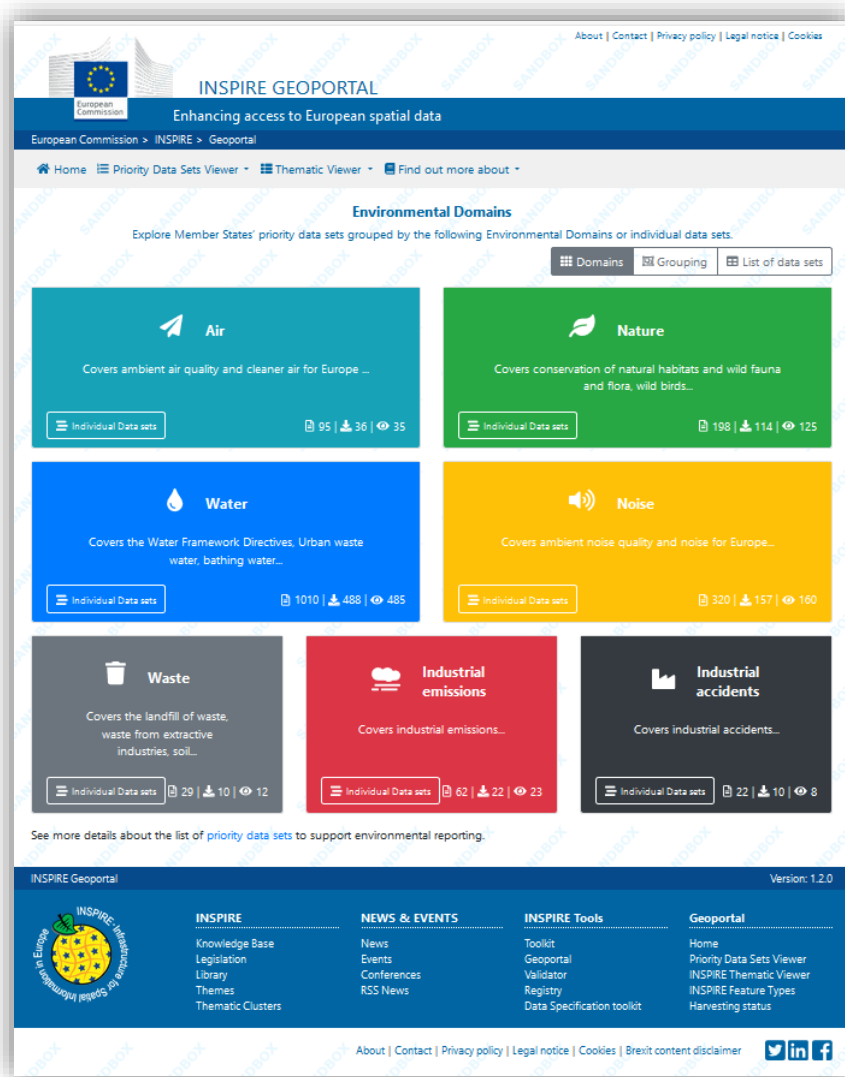 About | Contact | Privacy policy | Legal notice | Cookies
European
Commission
INSPIRE GEOPORTAL
Enhancing access to European spatial data
European Commission > INSPIRE > Geoportal
Home Priority Data Sets Viewer Thematic Viewer Find out more about
Environmental Domains
Explore Member States' priority data sets grouped by the following Environmental Domains or individual data sets.
Domains Grouping List of data sets
Air
Covers ambient air quality and cleaner air for Europe ...
Individual Data sets 95 | 36 | 35
Nature
Covers conservation of natural habitats and wild fauna
and flora, wild birds...
Individual Data sets 198 | 114 | 125
Water
Covers the Water Framework Directives, Urban waste
water, bathing water...
Individual Data sets 1010 | 488 | 485
Noise
Covers ambient noise quality and noise for Europe...
Individual Data sets 320 | 157 | 160
Waste
Covers the landfill of waste,
waste from extractive
industries, soil...
Individual Data sets 29 | 10 | 12
Industrial
emissions
Covers industrial emissions...
Individual Data sets 62 | 22 | 23
Industrial
accidents
Covers industrial accidents...
Individual Data sets 22 | 10 | 8
See more details about the list of priority data sets to support environmental reporting.
INSPIRE Geoportal Version: 1.2.0
INSPIRE - Infrastructure for Spatial Information in Europe
INSPIRE
Knowledge Base
Legislation
Library
Themes
Thematic Clusters
NEWS & EVENTS
News
Events
Conferences
RSS News
INSPIRE Tools
Toolkit
Geoportal
Validator
Registry
Data Specification toolkit
Geoportal
Home
Priority Data Sets Viewer
INSPIRE Thematic Viewer
INSPIRE Feature Types
Harvesting status
About | Contact | Privacy policy | Legal notice | Cookies | Brexit content disclaimer
SANDBOX